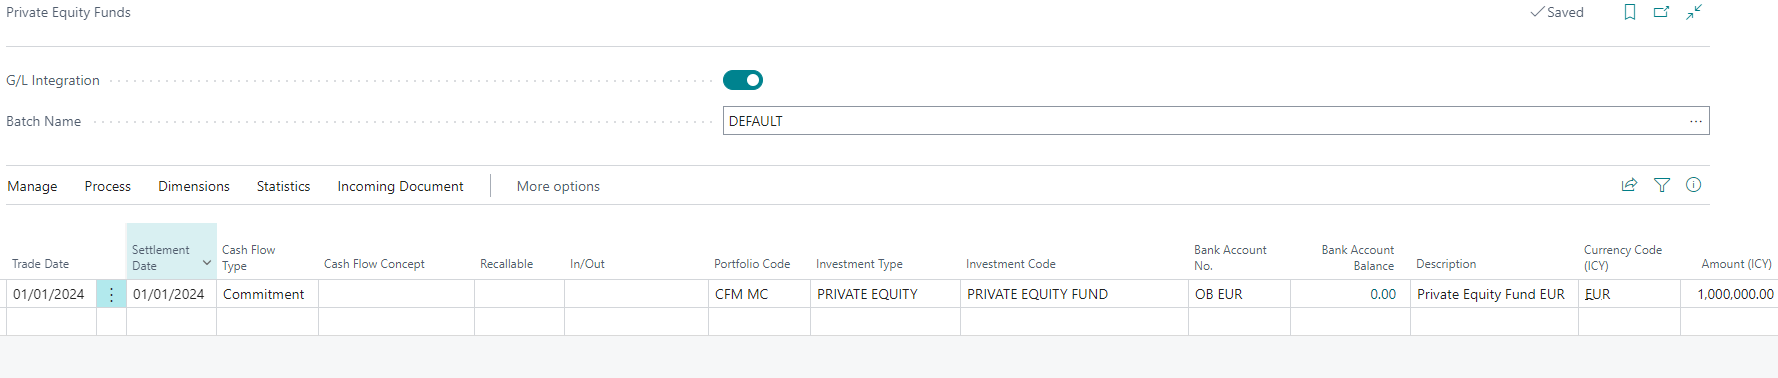 Private Equity Funds
Saved
G/L Integration
Batch Name
DEFAULT
Manage Process Dimensions Statistics Incoming Document More options
Trade Date Settlement Date Cash Flow Type Cash Flow Concept Recallable In/Out Portfolio Code Investment Type Investment Code Bank Account No. Bank Account Balance Description Currency Code (ICY) Amount (ICY)
01/01/2024 01/01/2024 Commitment CFM MC PRIVATE EQUITY PRIVATE EQUITY FUND OB EUR 0.00 Private Equity Fund EUR EUR 1,000,000.00